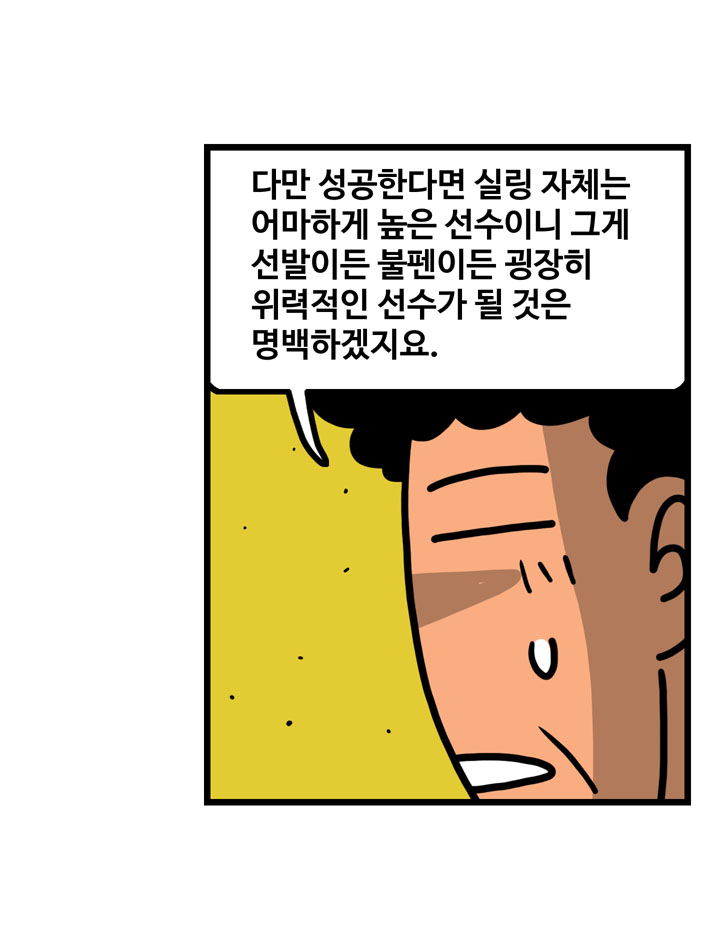 다만 성공한다면 실링 자체는
어마하게 높은 선수이니 그게
선발이든 불펜이든 굉장히
위력적인 선수가 될 것은
명백하겠지요.